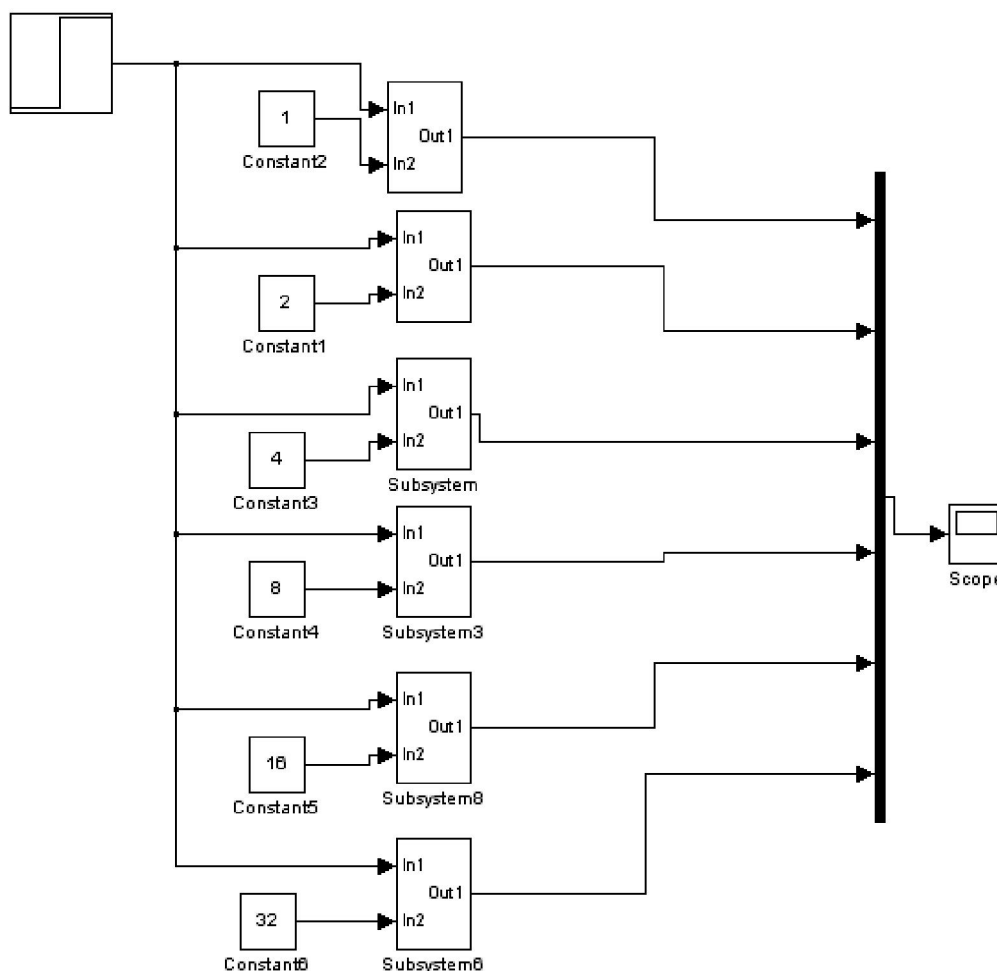 In1
1
Out1
Constant2
In2
In1
Out1
2
In2
Constant1
In1
Out1
4
In2
Subsystem
Constant3
In1
Out1
8
In2
Constant4
Subsystem3
In1
Out1
16
In2
Constant5
Subsystem8
In1
Out1
32
In2
Constant6
Subsystem6
Scope